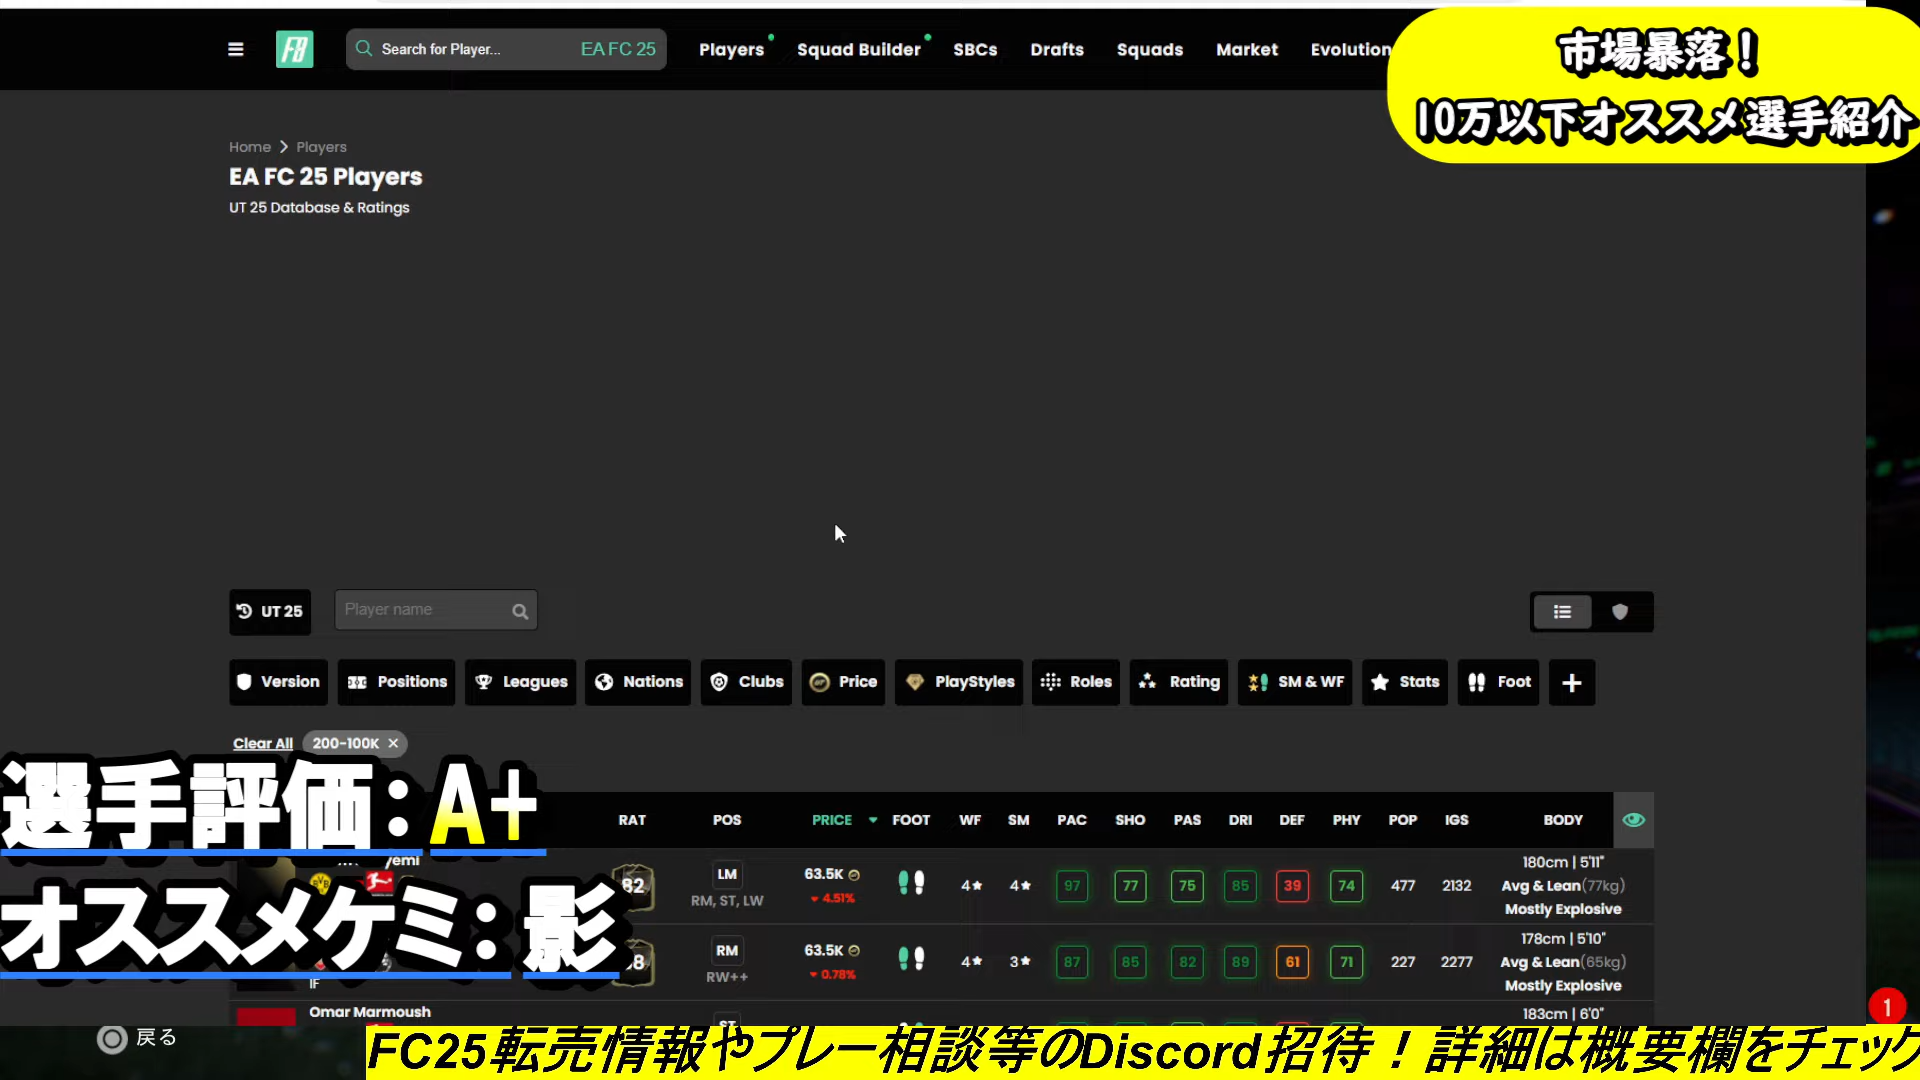 Search for Player...
EA FC 25
Players
Squad Builder
SBCs
Drafts
Squads
Market
Evolution
市場暴落！
10万以下オススメ選手紹介
Home
Players
EA FC 25 Players
UT 25 Database & Ratings
UT 25
Player name
Version
Positions
Leagues
Nations
Clubs
Price
PlayStyles
Roles
Rating
SM & WF
Stats
Foot
Clear All
200-100K
選手評価：A+
オススメケミ：影
RAT POS PRICE FOOT WF SM PAC SHO PAS DRI DEF PHY POP IGS BODY
yemi
82
LM
RM, ST, LW
63.5K
4.51%
4 4 97 77 75 85 39 74 477 2132
180cm | 5'11"
Avg & Lean(77kg)
Mostly Explosive
IF
RM
RW++
63.5K
0.78%
4 3 87 85 82 89 61 71 227 2277
178cm | 5'10"
Avg & Lean(65kg)
Mostly Explosive
Omar Marmoush
ST
183cm | 6'0"
1
戻る
FC25転売情報やプレー相談等のDiscord招待！詳細は概要欄をチェック